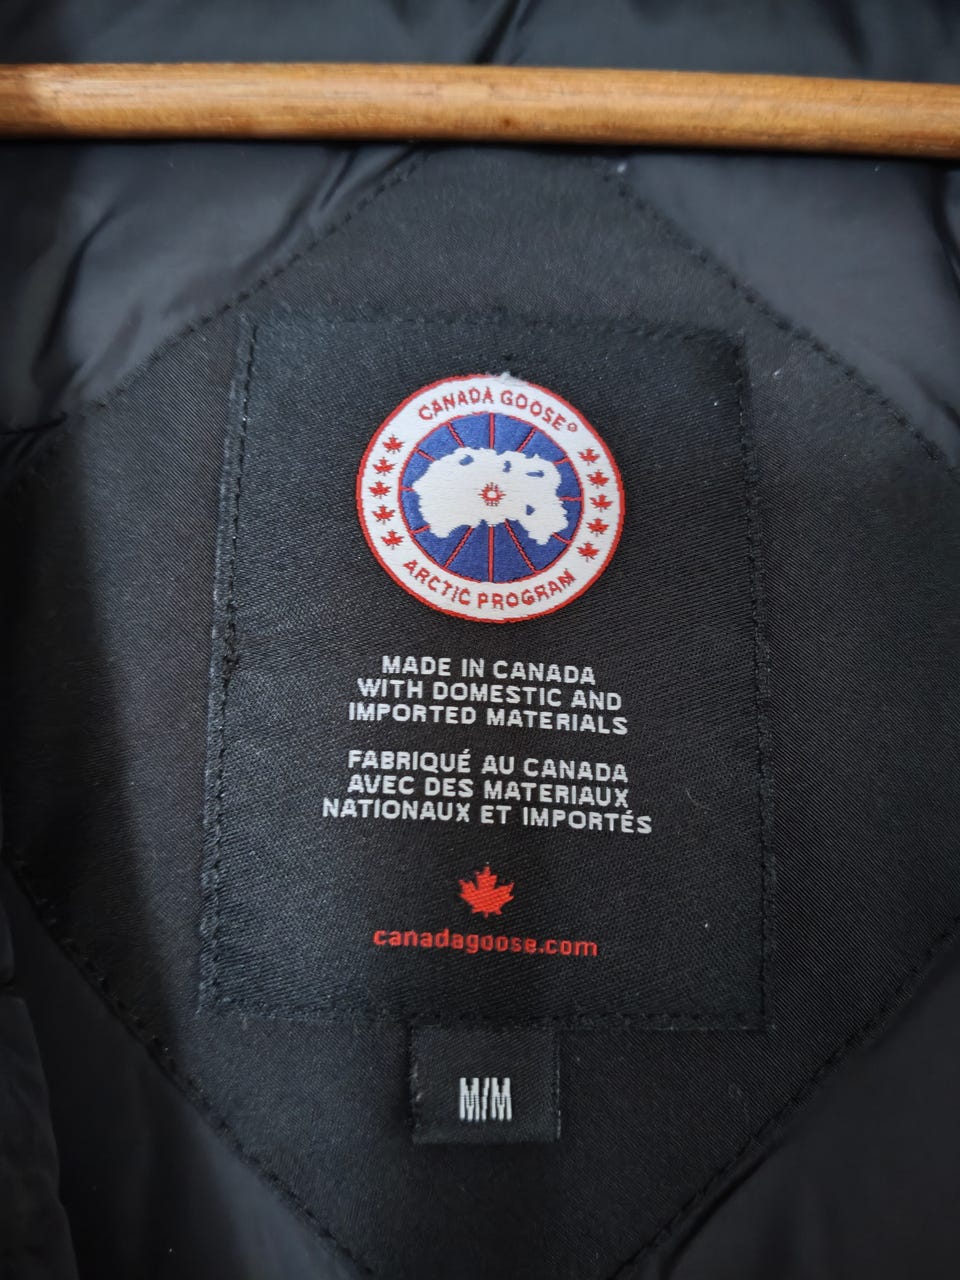 CANADA GOOSE®
ARCTIC PROGRAM
MADE IN CANADA
WITH DOMESTIC AND
IMPORTED MATERIALS
FABRIQUÉ AU CANADA
AVEC DES MATERIAUX
NATIONAUX ET IMPORTÉS
canadagoose.com
M/M